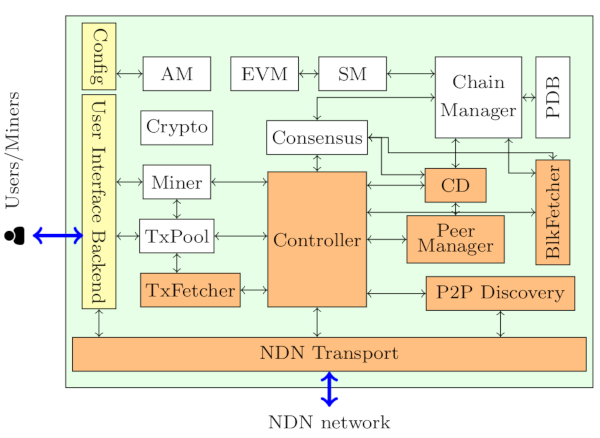 Config
AM
EVM
SM
Chain
Manager
PDB
Users/Miners
User Interface Backend
Crypto
Consensus
Miner
CD
BlkFetcher
TxPool
Controller
Peer
Manager
TxFetcher
P2P Discovery
NDN Transport
NDN network